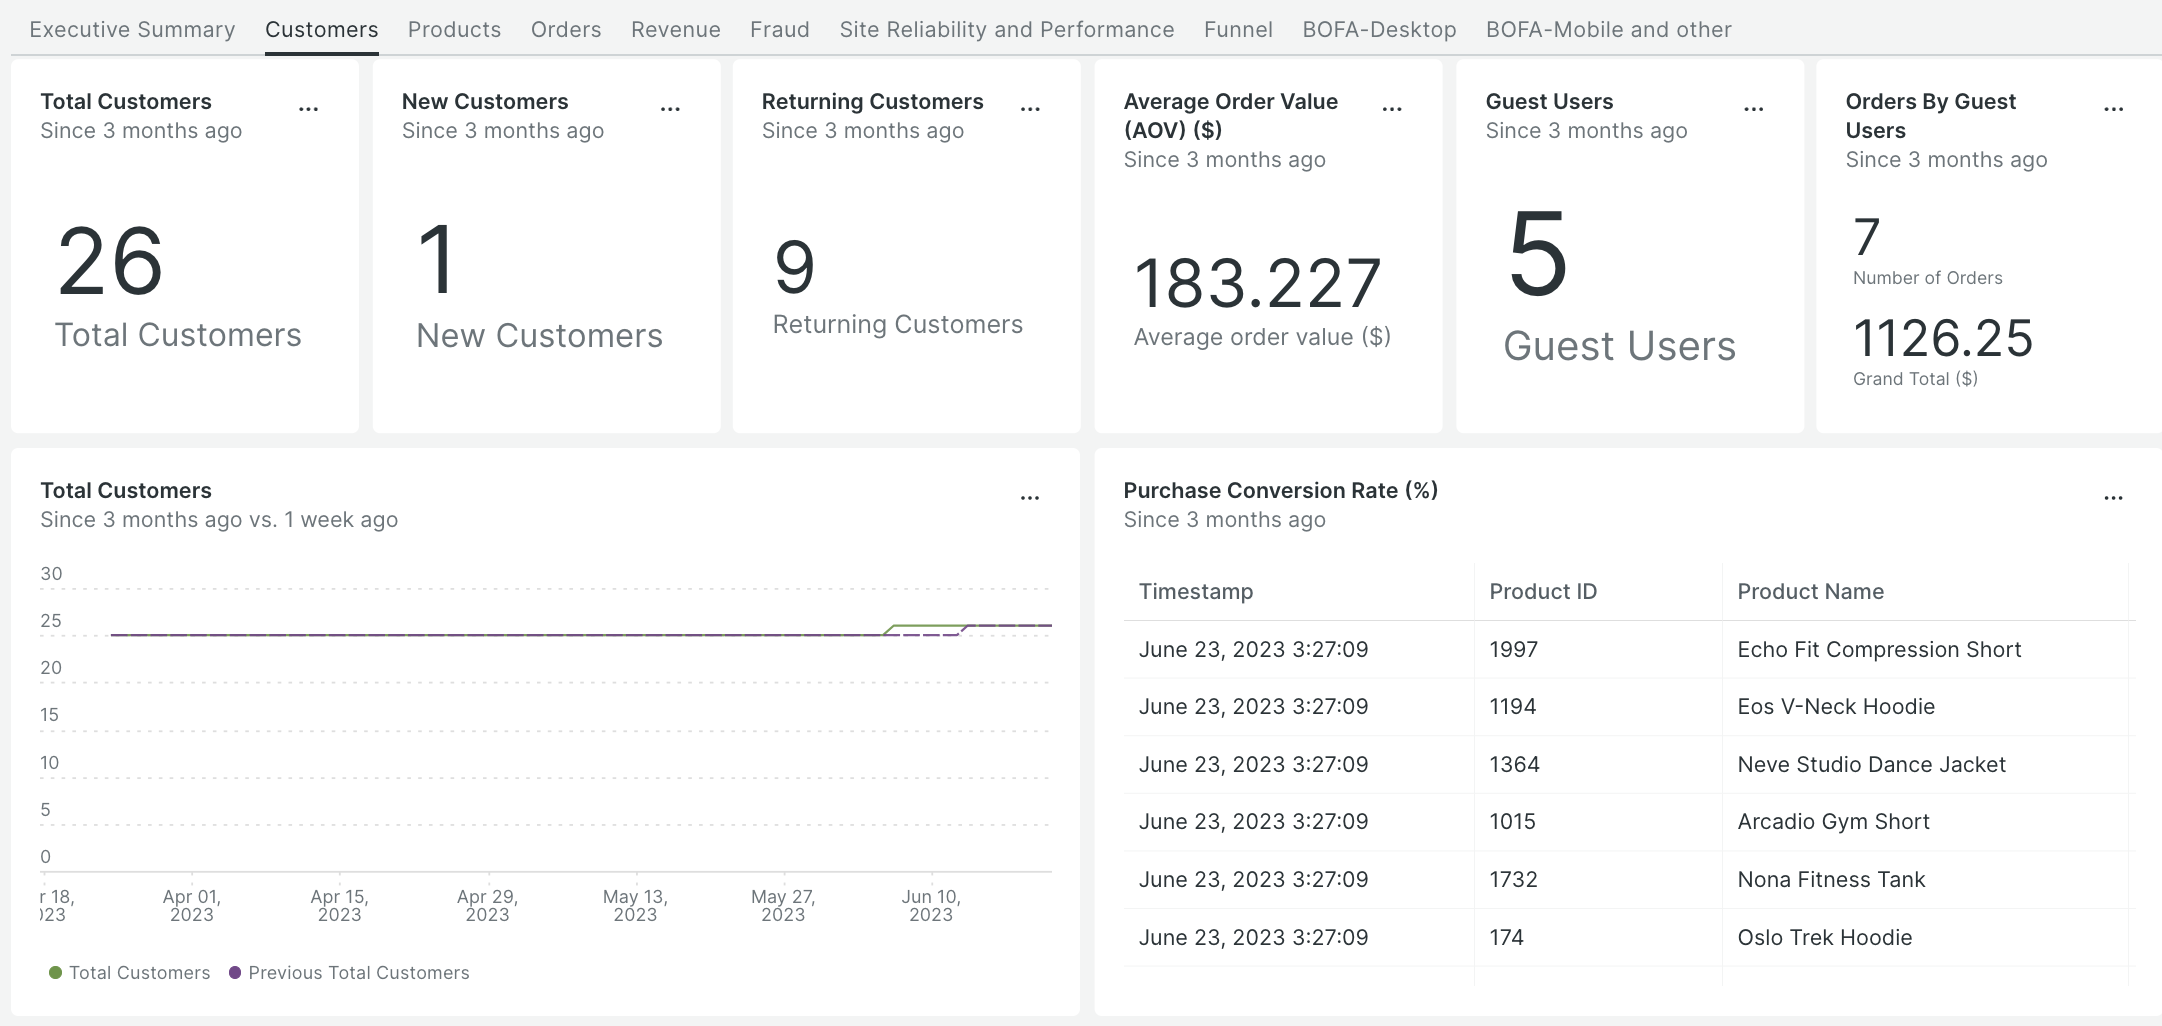 Executive Summary Customers Products Orders Revenue Fraud Site Reliability and Performance Funnel BOFA-Desktop BOFA-Mobile and other
Total Customers ...
Since 3 months ago
26
Total Customers
New Customers ...
Since 3 months ago
1
New Customers
Returning Customers ...
Since 3 months ago
9
Returning Customers
Average Order Value ...
(AOV) ($)
Since 3 months ago
183.227
Average order value ($)
Guest Users ...
Since 3 months ago
5
Guest Users
Orders By Guest ...
Users
Since 3 months ago
7
Number of Orders
1126.25
Grand Total ($)
Total Customers ...
Since 3 months ago vs. 1 week ago
30
25
20
15
10
5
0
r 18,
023
Apr 01,
2023
Apr 15,
2023
Apr 29,
2023
May 13,
2023
May 27,
2023
Jun 10,
2023
Total Customers Previous Total Customers
Purchase Conversion Rate (%) ...
Since 3 months ago
Timestamp Product ID Product Name
June 23, 2023 3:27:09 1997 Echo Fit Compression Short
June 23, 2023 3:27:09 1194 Eos V-Neck Hoodie
June 23, 2023 3:27:09 1364 Neve Studio Dance Jacket
June 23, 2023 3:27:09 1015 Arcadio Gym Short
June 23, 2023 3:27:09 1732 Nona Fitness Tank
June 23, 2023 3:27:09 174 Oslo Trek Hoodie